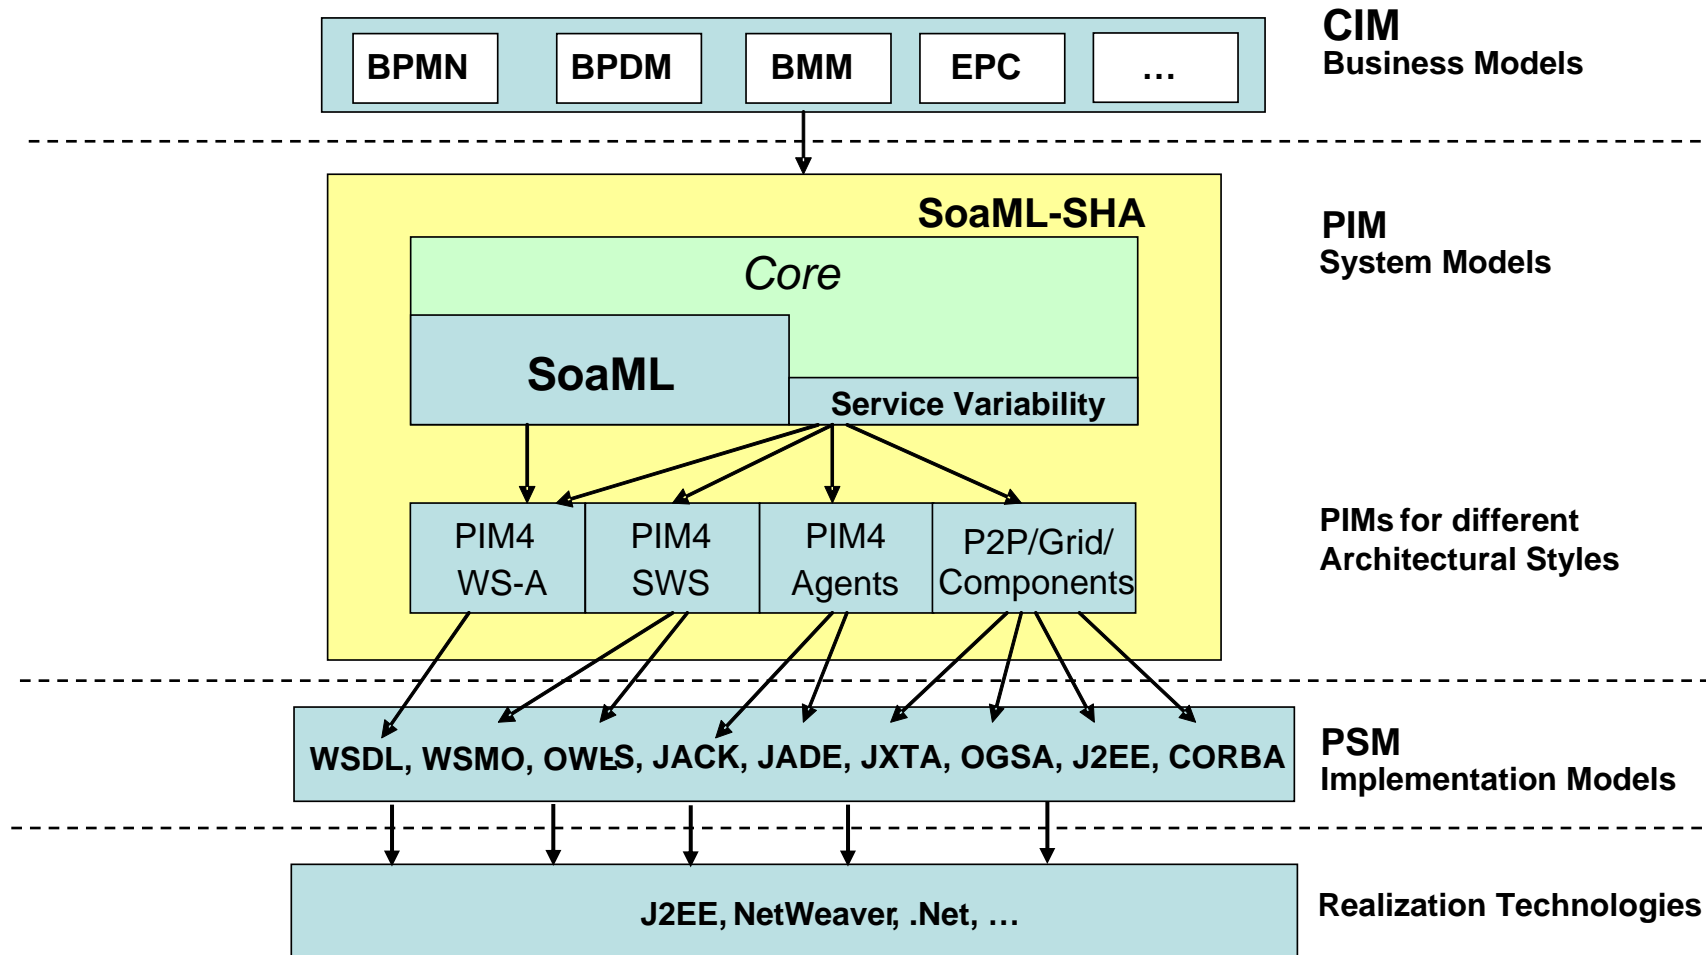 CIM
Business Models
BPMN
BPDM
BMM
EPC
…
SoaML-SHA
PIM
System Models
Core
SoaML
Service Variability
PIM4
WS-A
PIM4
SWS
PIM4
Agents
P2P/Grid/
Components
PIMs for different
Architectural Styles
WSDL, WSMO, OWL-S, JACK, JADE, JXTA, OGSA, J2EE, CORBA
PSM
Implementation Models
J2EE, NetWeaver, .Net, …
Realization Technologies